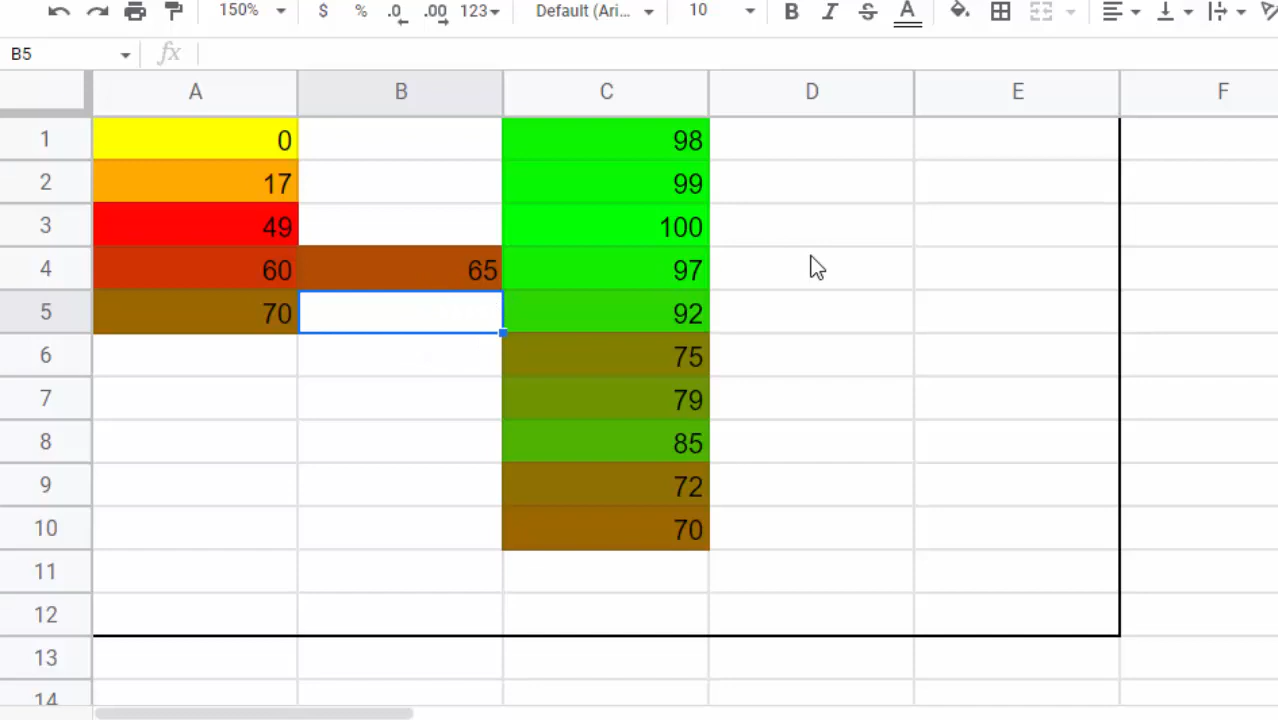 150% $ % .0 .00 123 Default (Ari... 10 B I S A
B5 fx
A B C D E F
1 0 98
2 17 99
3 49 100
4 60 65 97
5 70 92
6 75
7 79
8 85
9 72
10 70
11
12
13
14